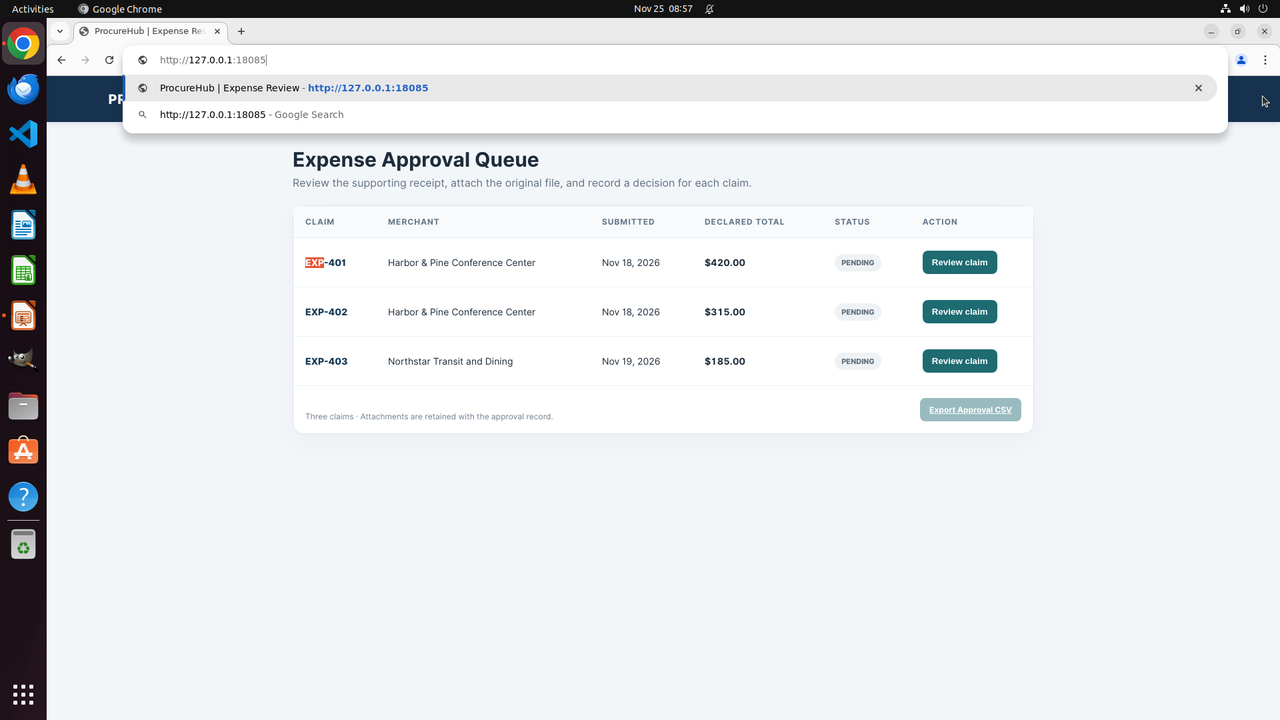 Activities
Google Chrome
Nov 25 08:57
ProcureHub | Expense Rev
http://127.0.0.1:18085
ProcureHub | Expense Review - http://127.0.0.1:18085
http://127.0.0.1:18085 - Google Search
PR
Expense Approval Queue
Review the supporting receipt, attach the original file, and record a decision for each claim.
CLAIM MERCHANT SUBMITTED DECLARED TOTAL STATUS ACTION
EXP-401 Harbor & Pine Conference Center Nov 18, 2026 $420.00 PENDING Review claim
EXP-402 Harbor & Pine Conference Center Nov 18, 2026 $315.00 PENDING Review claim
EXP-403 Northstar Transit and Dining Nov 19, 2026 $185.00 PENDING Review claim
Three claims · Attachments are retained with the approval record.
Export Approval CSV